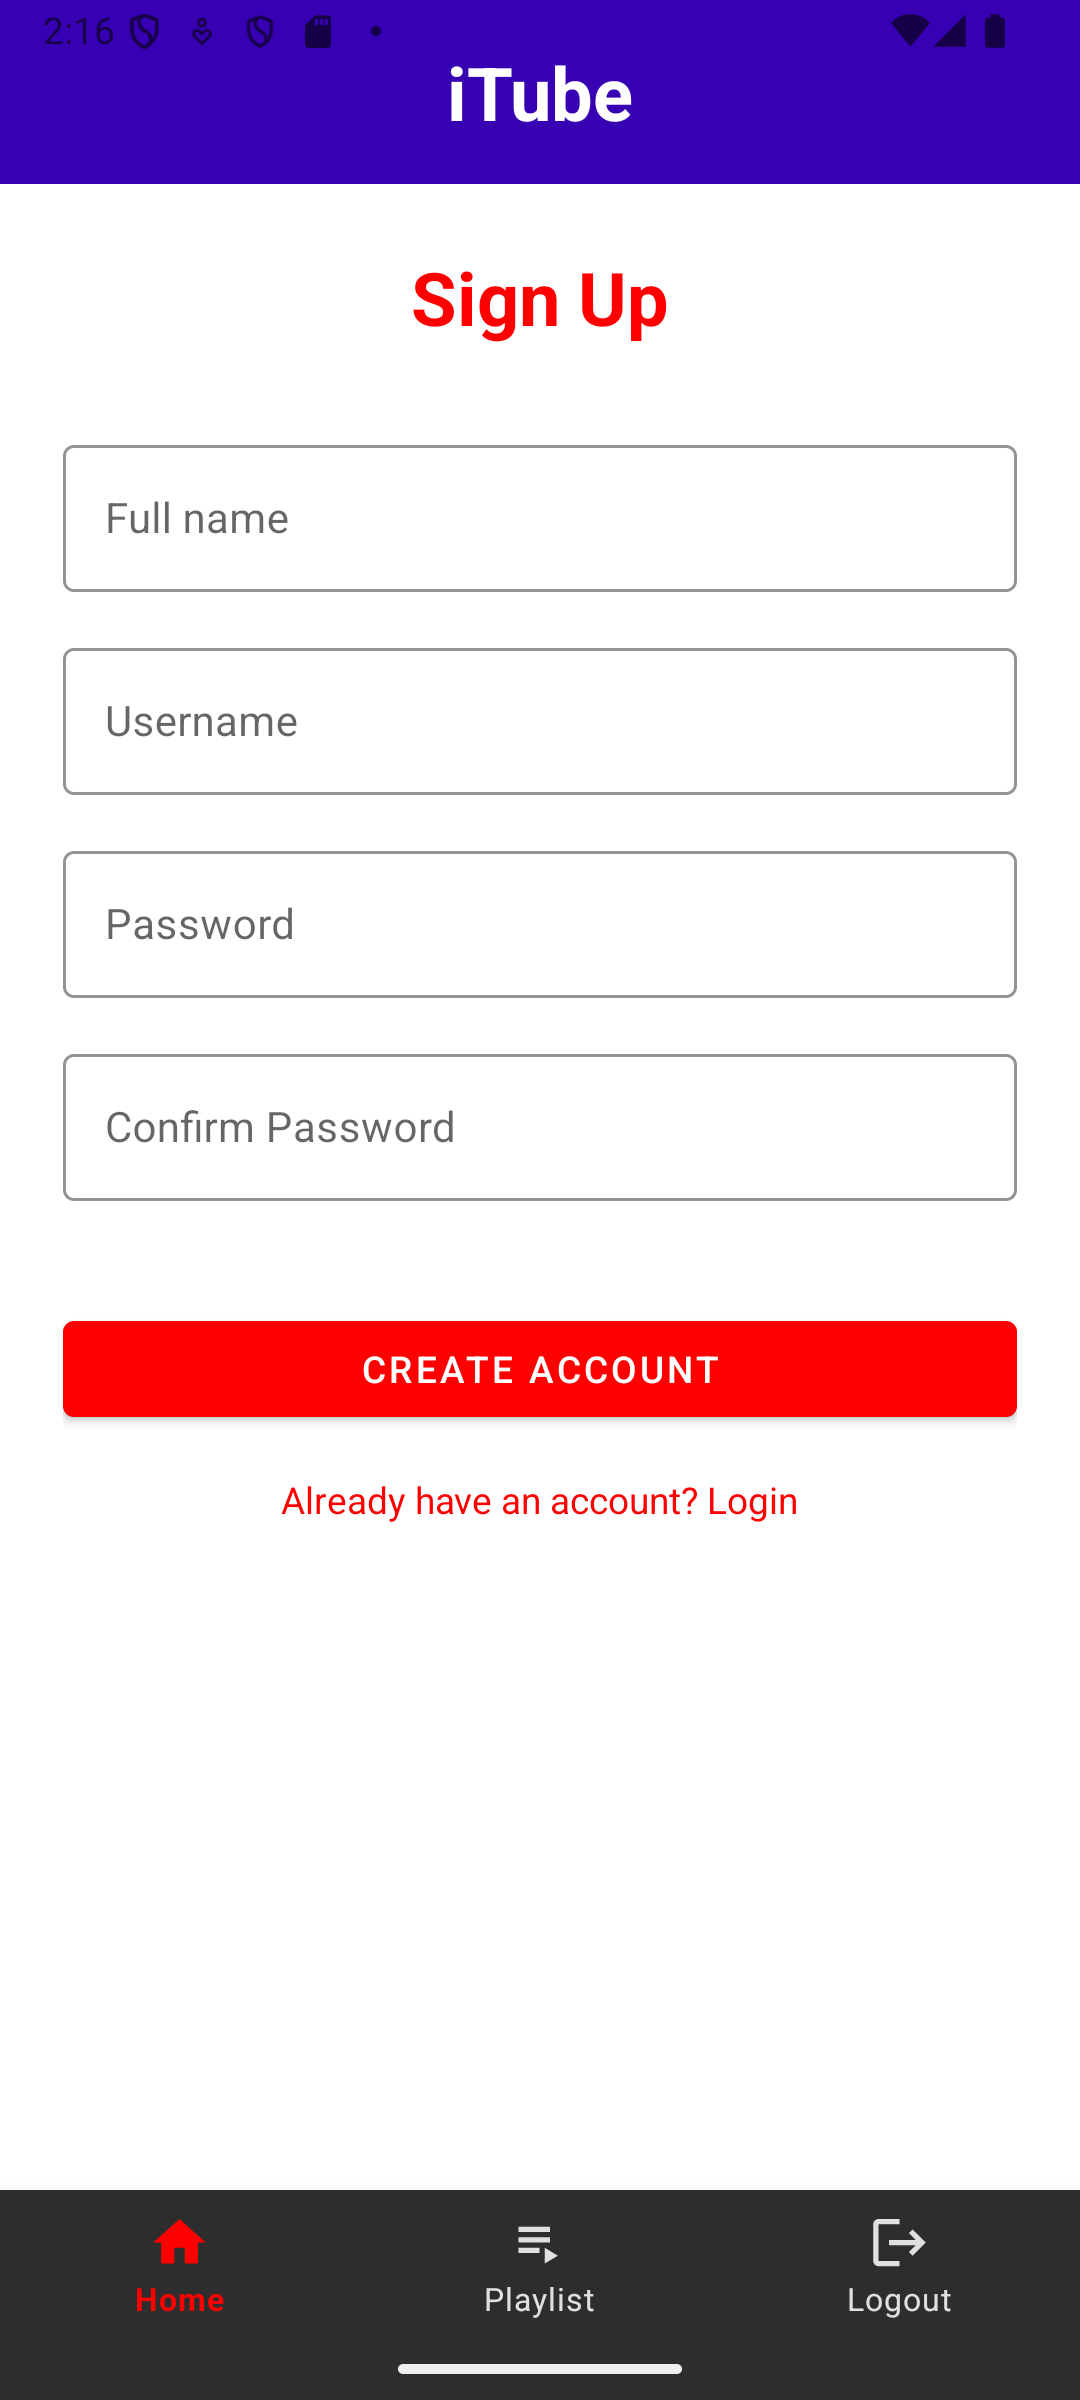 2:16
iTube
Sign Up
Full name
Username
Password
Confirm Password
CREATE ACCOUNT
Already have an account? Login
Home
Playlist
Logout